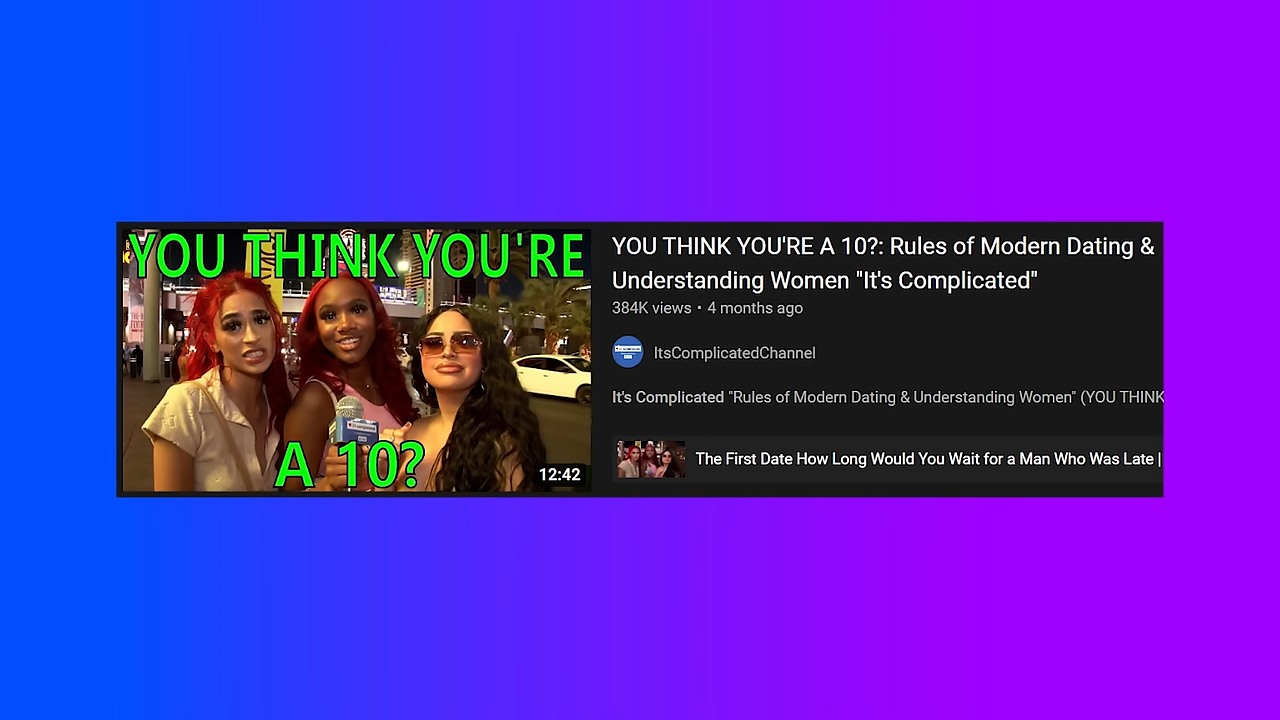 YOU THINK YOU'RE
A 10?
12:42
YOU THINK YOU'RE A 10?: Rules of Modern Dating &
Understanding Women "It's Complicated"
384K views • 4 months ago
ItsComplicatedChannel
It's Complicated "Rules of Modern Dating & Understanding Women" (YOU THINK
The First Date How Long Would You Wait for a Man Who Was Late |